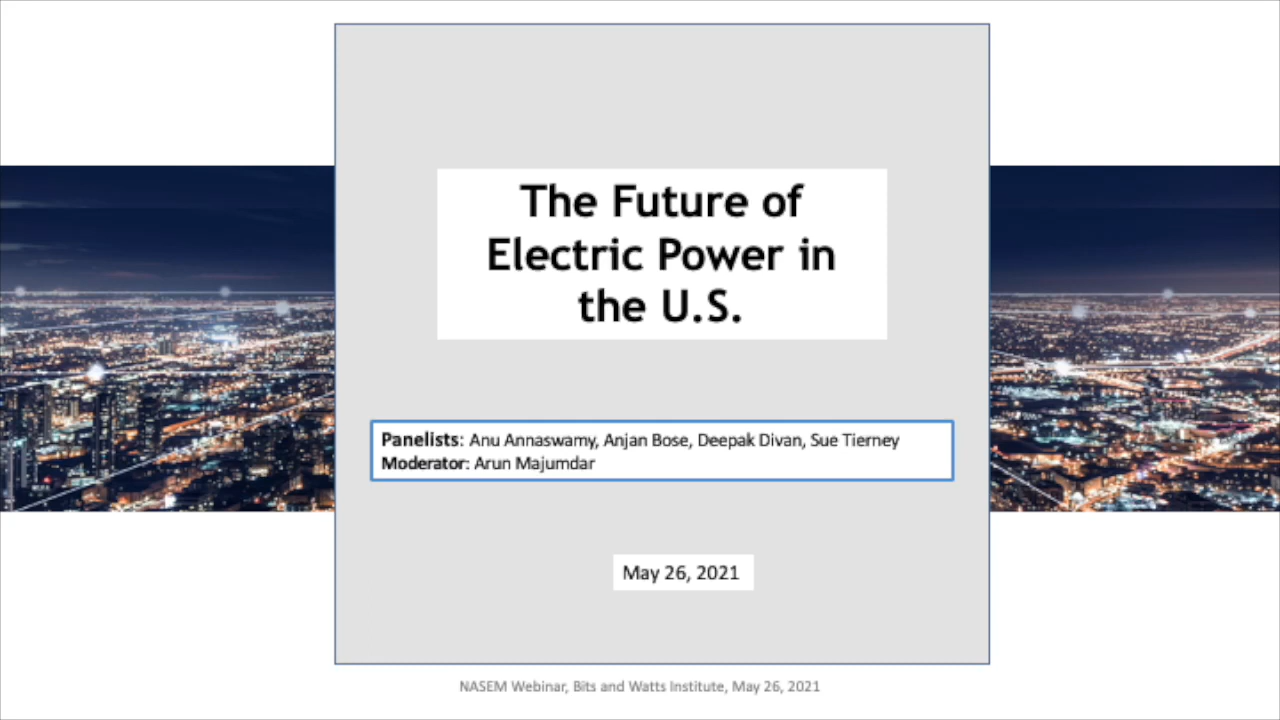 The Future of
Electric Power in
the U.S.
Panelists: Anu Annaswamy, Anjan Bose, Deepak Divan, Sue Tierney
Moderator: Arun Majumdar
May 26, 2021
NASEM Webinar, Bits and Watts Institute, May 26, 2021